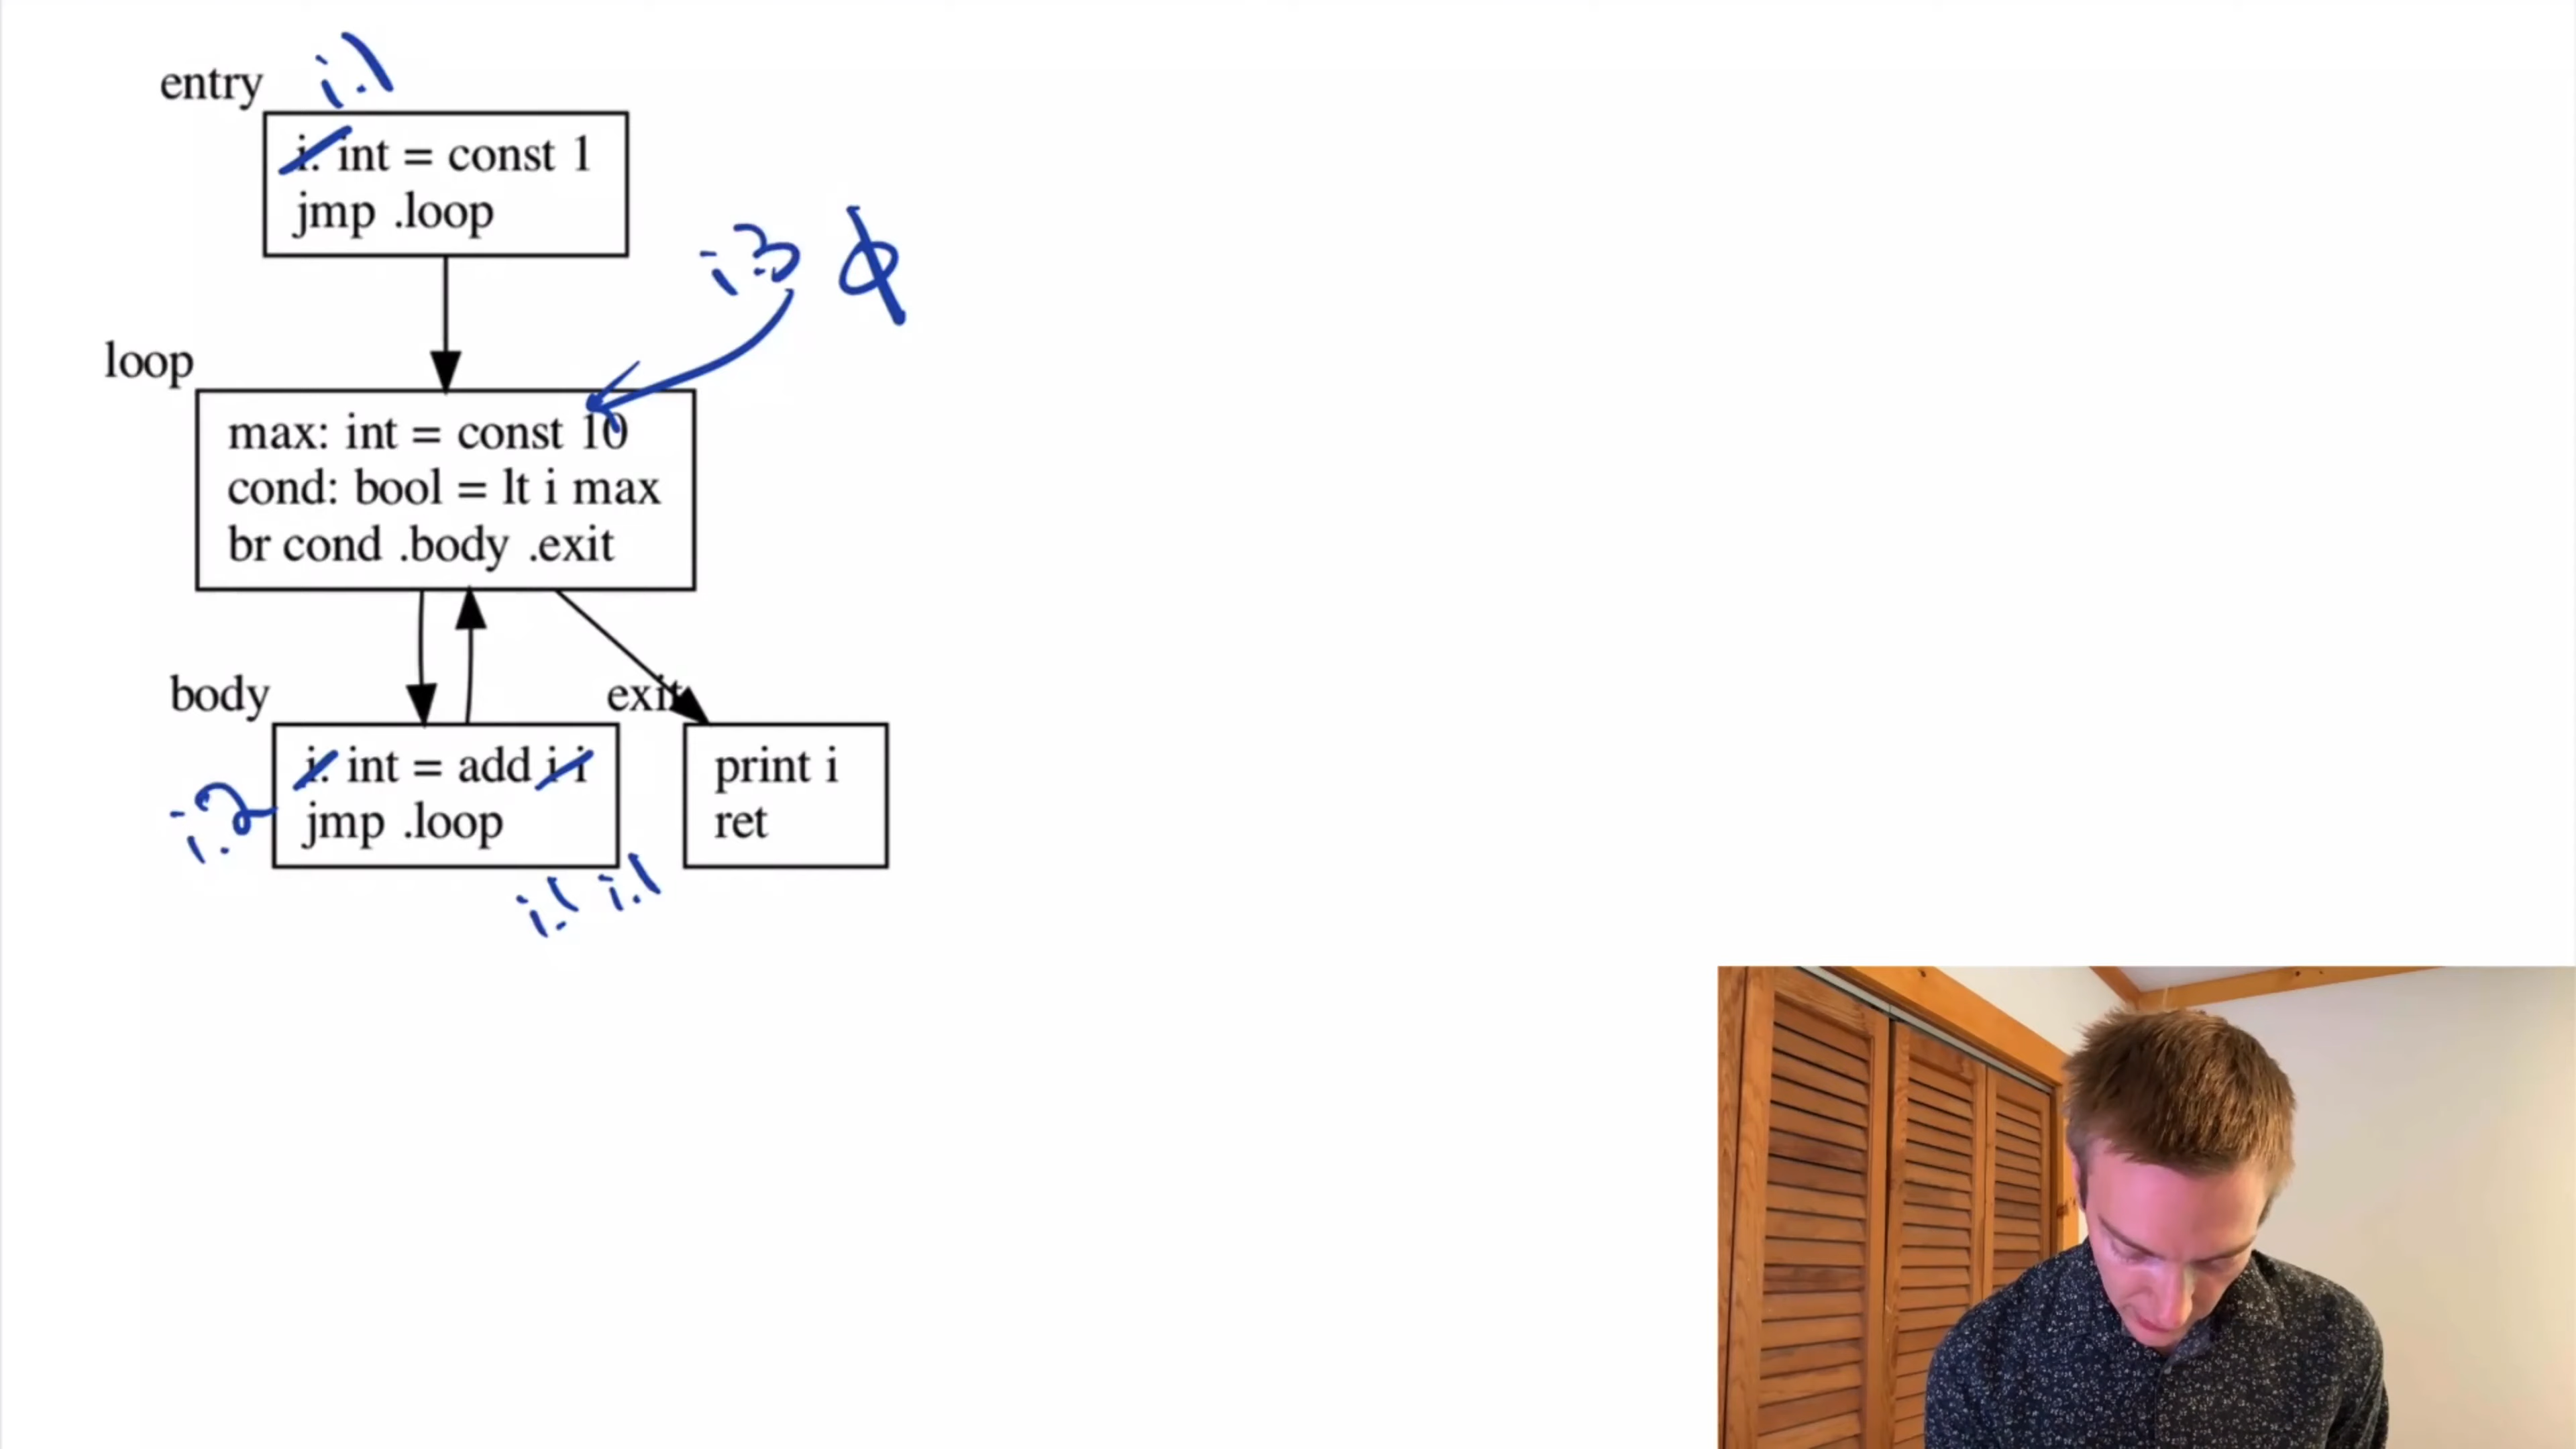 entry i.1
i: int = const 1
jmp .loop
i.3 ϕ
loop
max: int = const 10
cond: bool = lt i max
br cond .body .exit
body
i: int = add i i
jmp .loop
i.2
i.1 i.1
exit
print i
ret